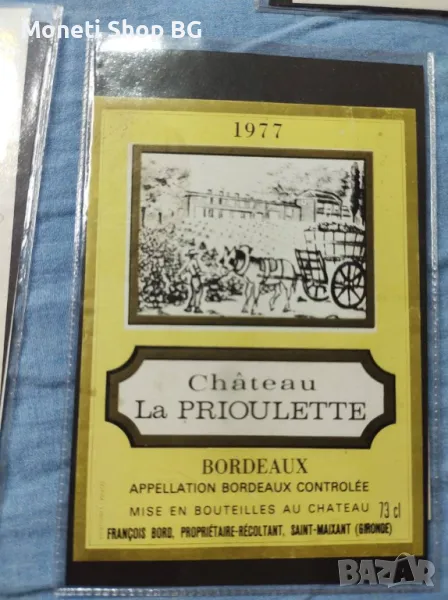 Moneti Shop BG
1977
Château
LA PRIOULETTE
BORDEAUX
APPELLATION BORDEAUX CONTROLÉE
MISE EN BOUTEILLES AU CHATEAU 73 cl
FRANÇOIS BORD, PROPRIÉTAIRE-RÉCOLTANT, SAINT-MAIXANT (GIRONDE)
BAZAR